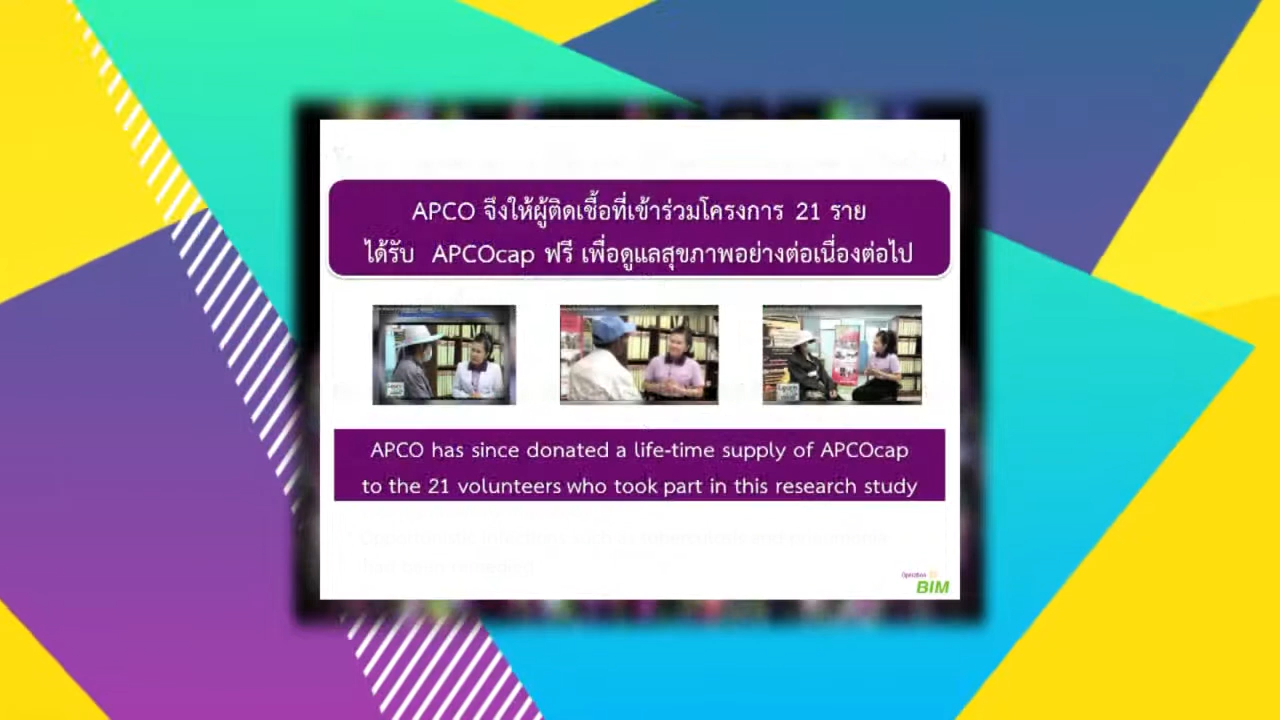 APCO จึงให้ผู้ติดเชื้อที่เข้าร่วมโครงการ 21 ราย
ได้รับ APCOcap ฟรี เพื่อดูแลสุขภาพอย่างต่อเนื่องต่อไป
APCO has since donated a life-time supply of APCOcap
to the 21 volunteers who took part in this research study
Operation
BIM